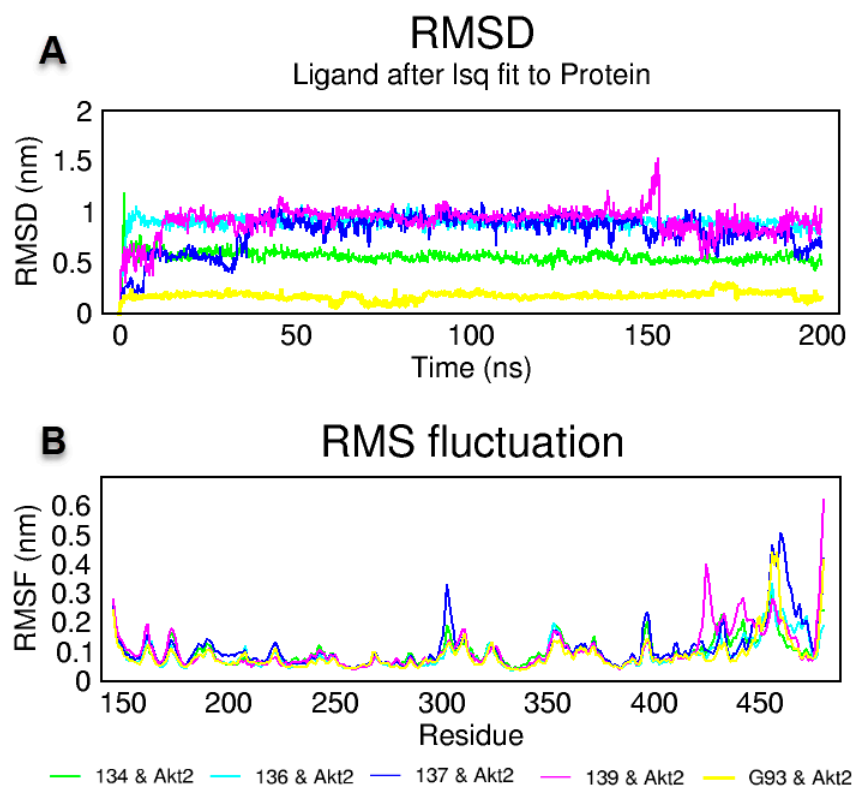 A
RMSD
Ligand after lsq fit to Protein
2
1.5
1
0.5
0
RMSD (nm)
0 50 100 150 200
Time (ns)
B
RMS fluctuation
0.6
0.5
0.4
0.3
0.2
0.1
0
RMSF (nm)
150 200 250 300 350 400 450
Residue
134 & Akt2 136 & Akt2 137 & Akt2 139 & Akt2 G93 & Akt2